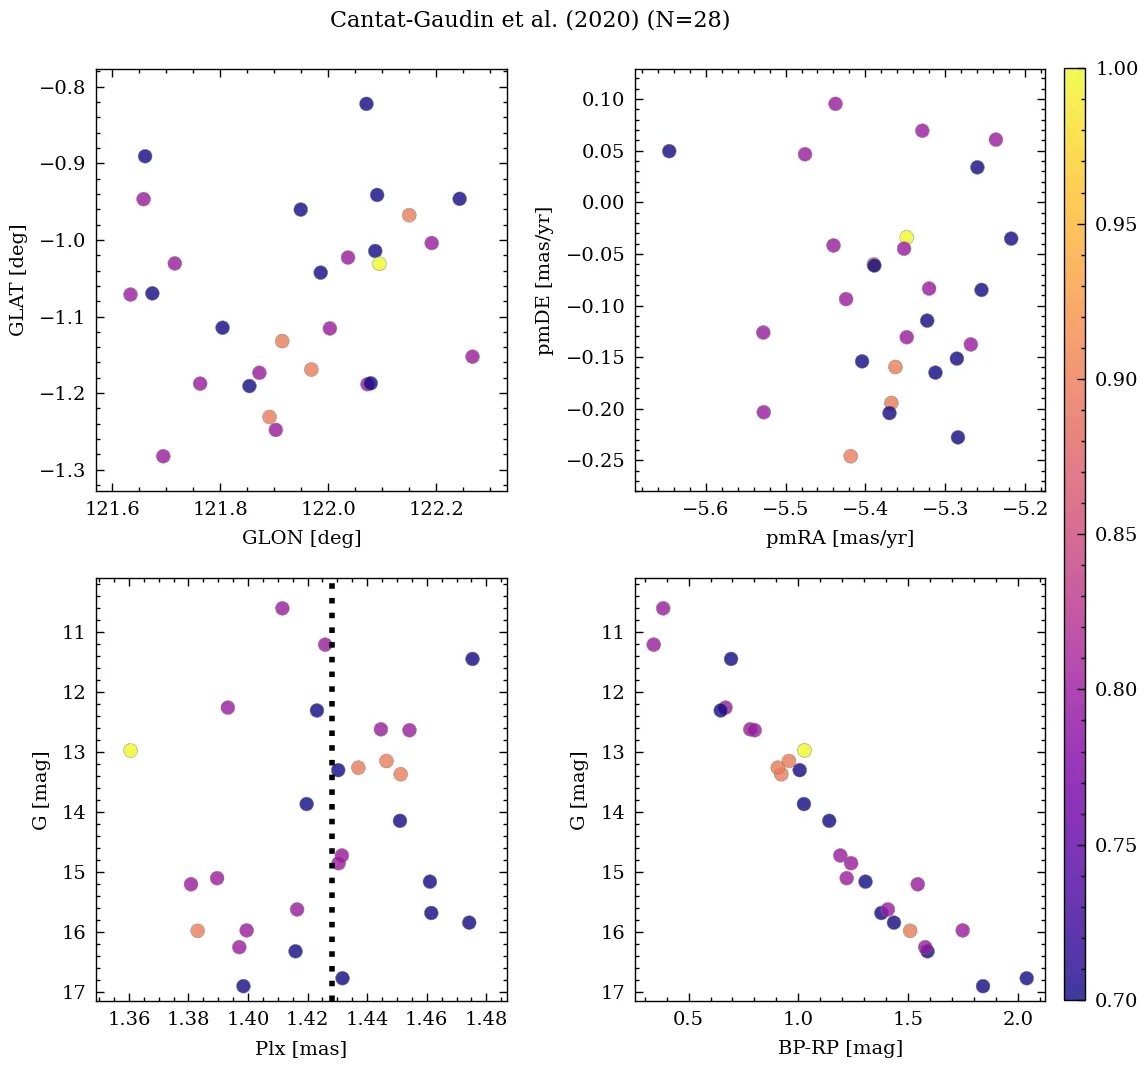 Cantat-Gaudin et al. (2020) (N=28)
−0.8
−0.9
−1.0
−1.1
−1.2
−1.3
GLAT [deg]
121.6 121.8 122.0 122.2
GLON [deg]
0.10
0.05
0.00
−0.05
−0.10
−0.15
−0.20
−0.25
pmDE [mas/yr]
−5.6 −5.5 −5.4 −5.3 −5.2
pmRA [mas/yr]
11
12
13
14
15
16
17
G [mag]
1.36 1.38 1.40 1.42 1.44 1.46 1.48
Plx [mas]
11
12
13
14
15
16
17
G [mag]
0.5 1.0 1.5 2.0
BP-RP [mag]
1.00
0.95
0.90
0.85
0.80
0.75
0.70